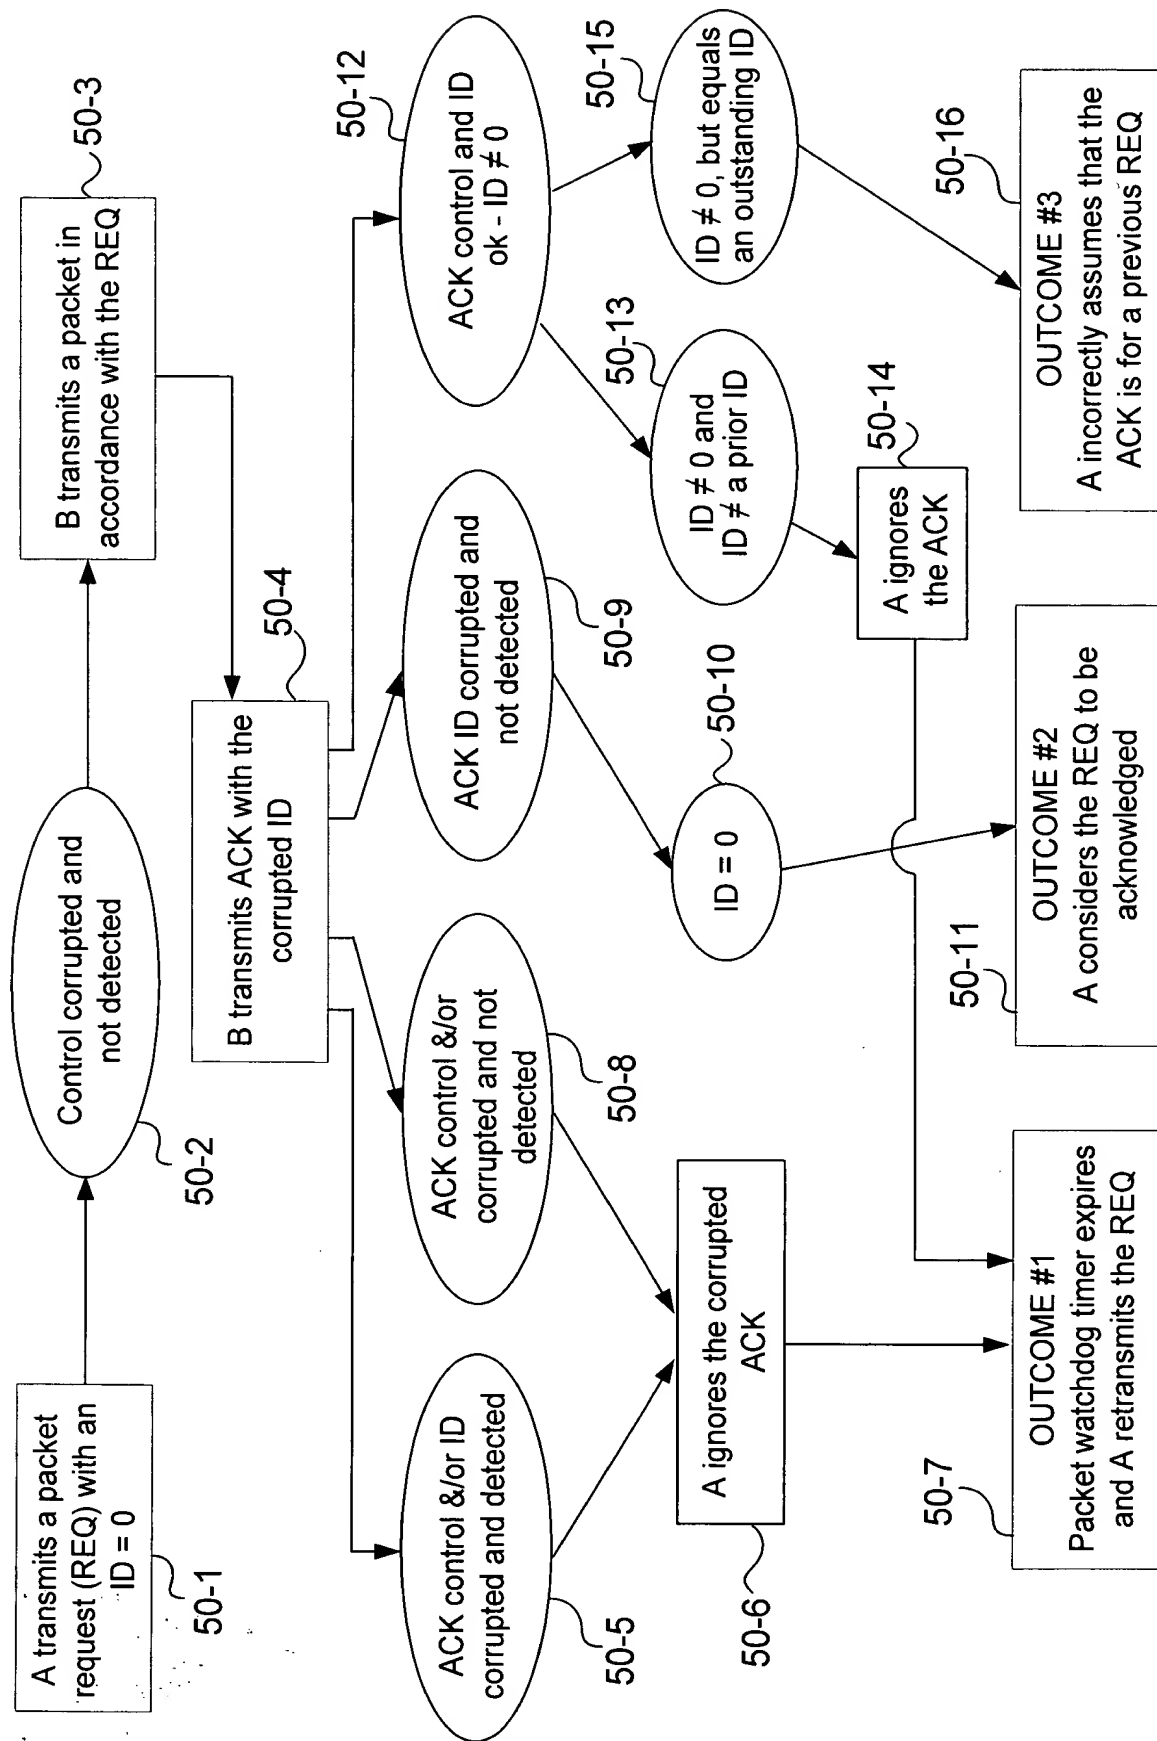 A transmits a packet
request (REQ) with an
ID = 0
50-1
Control corrupted and
not detected
50-2
B transmits a packet in
accordance with the REQ
50-3
B transmits ACK with the
corrupted ID
50-4
ACK control &/or ID
corrupted and detected
50-5
ACK control &/or
corrupted and not
detected
50-8
ACK ID corrupted and
not detected
50-9
ACK control and ID
ok - ID ≠ 0
50-12
A ignores the corrupted
ACK
50-6
ID = 0
50-10
ID ≠ 0 and
ID ≠ a prior ID
50-13
ID ≠ 0, but equals
an outstanding ID
50-15
A ignores
the ACK
50-14
OUTCOME #1
Packet watchdog timer expires
and A retransmits the REQ
50-7
OUTCOME #2
A considers the REQ to be
acknowledged
50-11
OUTCOME #3
A incorrectly assumes that the
ACK is for a previous REQ
50-16